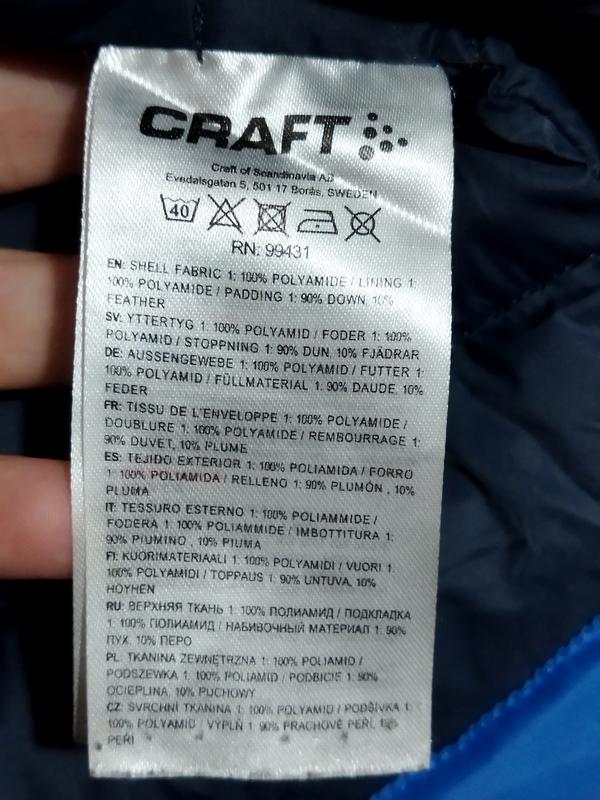 CRAFT
Craft of Scandinavia AB
Evedalsgatan 5, 501 17 Borås, SWEDEN
40
RN: 99431
EN: SHELL FABRIC 1: 100% POLYAMIDE / LINING 1:
100% POLYAMIDE / PADDING 1: 90% DOWN, 10%
FEATHER
SV: YTTERTYG 1: 100% POLYAMID / FODER 1: 100%
POLYAMID / STOPPNING 1: 90% DUN, 10% FJÄDRAR
DE: AUSSENGEWEBE 1: 100% POLYAMID / FUTTER 1:
100% POLYAMID / FÜLLMATERIAL 1: 90% DAUDE, 10%
FEDER
FR: TISSU DE L'ENVELOPPE 1: 100% POLYAMIDE /
DOUBLURE 1: 100% POLYAMIDE / REMBOURRAGE 1:
90% DUVET, 10% PLUME
ES: TEJIDO EXTERIOR 1: 100% POLIAMIDA / FORRO
1: 100% POLIAMIDA / RELLENO 1: 90% PLUMÓN , 10%
PLUMA
IT: TESSURO ESTERNO 1: 100% POLIAMMIDE /
FODERA 1: 100% POLIAMMIDE / IMBOTTITURA 1:
90% PIUMINO , 10% PIUMA
FI: KUORIMATERIAALI 1: 100% POLYAMIDI / VUORI 1:
100% POLYAMIDI / TOPPAUS 1: 90% UNTUVA, 10%
HÖYHEN
RU: ВЕРХНЯЯ ТКАНЬ 1: 100% ПОЛИАМИД / ПОДКЛАДКА
1: 100% ПОЛИАМИД / НАБИВОЧНЫЙ МАТЕРИАЛ 1: 90%
ПУХ, 10% ПЕРО
PL: TKANINA ZEWNĘTRZNA 1: 100% POLIAMID /
PODSZEWKA 1: 100% POLIAMID / PODBICIE 1: 90%
OCIEPLINA, 10% PUCHOWY
CZ: SVRCHNÍ TKANINA 1: 100% POLYAMID / PODŠÍVKA 1:
100% POLYAMID / VÝPLŇ 1: 90% PRACHOVÉ PEŘÍ,
PEŘÍ